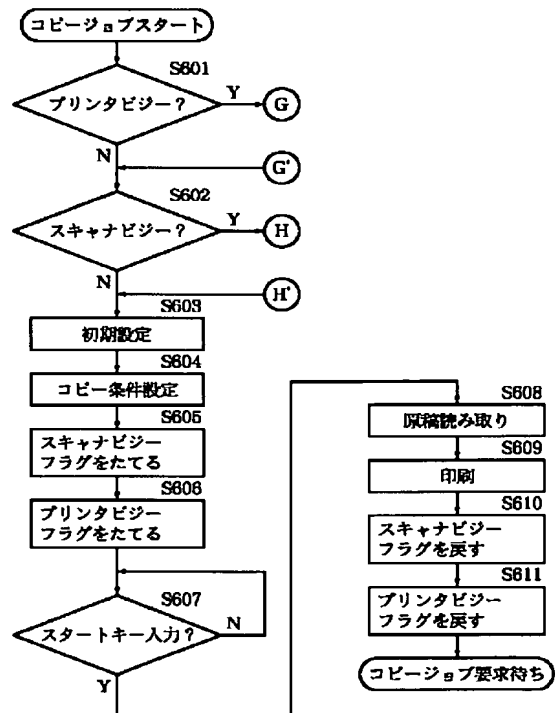 コピージョブスタート
S601
プリンタビジー?
Y
G
N
G'
S602
スキャナビジー?
Y
H
N
H'
S603
初期設定
S604
コピー条件設定
S605
スキャナビジー
フラグをたてる
S606
プリンタビジー
フラグをたてる
S607
スタートキー入力?
N
Y
S608
原稿読み取り
S609
印刷
S610
スキャナビジー
フラグを戻す
S611
プリンタビジー
フラグを戻す
コピージョブ要求待ち